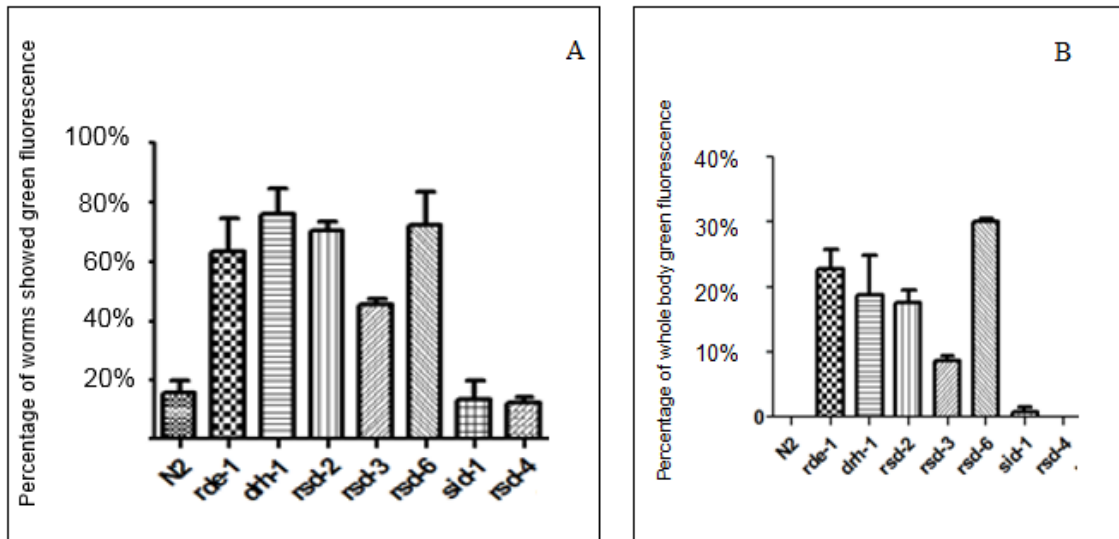 A
Percentage of worms showed green fluorescence
100%
80%
60%
40%
20%
N2
rde-1
drh-1
rsd-2
rsd-3
rsd-6
sid-1
rsd-4
B
Percentage of whole body green fluorescence
40%
30%
20%
10%
0
N2
rde-1
drh-1
rsd-2
rsd-3
rsd-6
sid-1
rsd-4